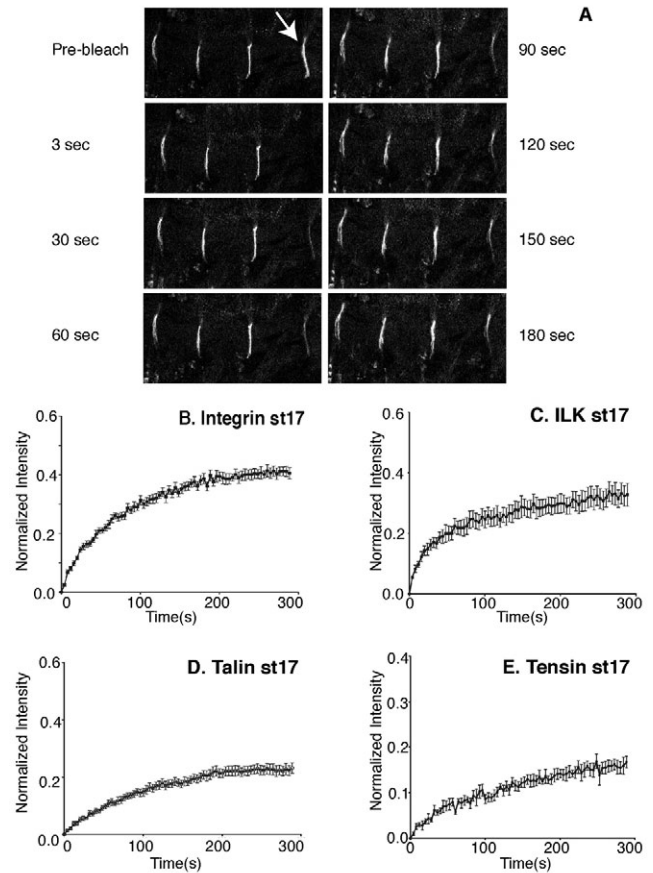 A
Pre-bleach
90 sec
3 sec
120 sec
30 sec
150 sec
60 sec
180 sec
B. Integrin st17
Normalized Intensity
0.6
0.4
0.2
0.0
0
100
200
300
Time(s)
C. ILK st17
Normalized Intensity
0.6
0.4
0.2
0.0
0
100
200
300
Time(s)
D. Talin st17
Normalized Intensity
0.6
0.4
0.2
0.0
0
100
200
300
Time(s)
E. Tensin st17
Normalized Intensity
0.4
0.3
0.2
0.1
0.0
0
100
200
300
Time(s)